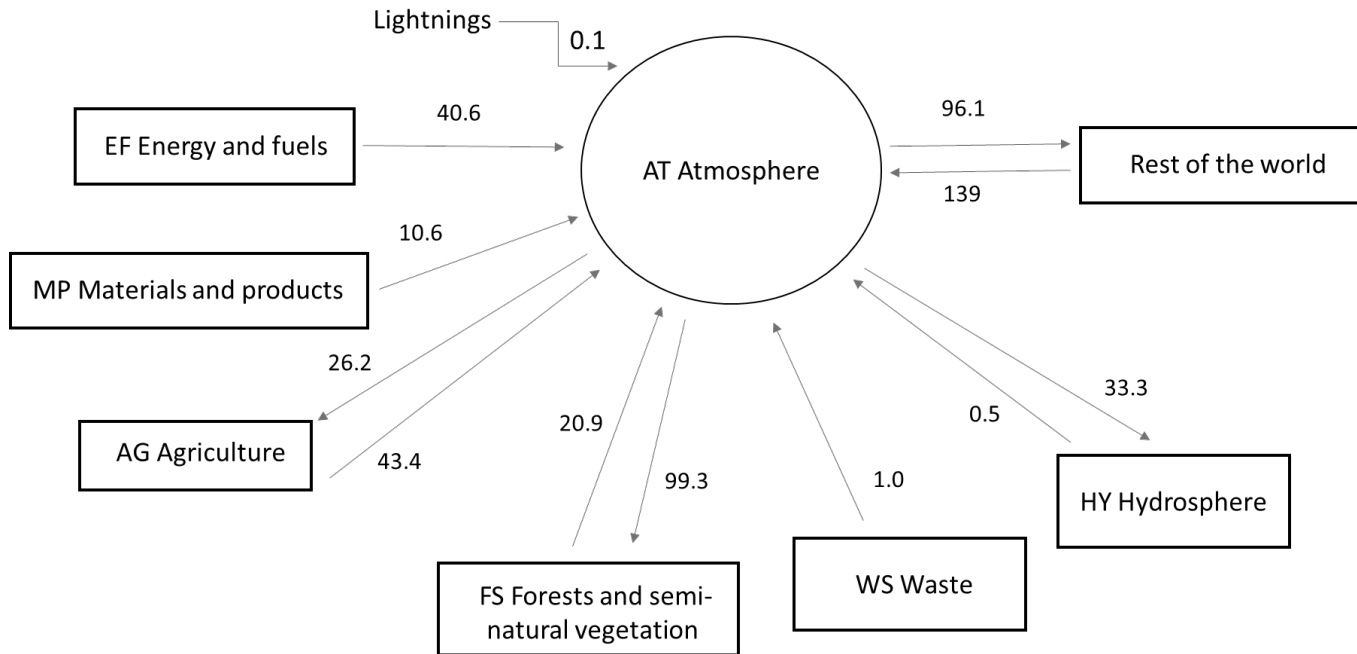 Lightnings
0.1
40.6
96.1
EF Energy and fuels
AT Atmosphere
Rest of the world
139
10.6
MP Materials and products
26.2
33.3
20.9
0.5
AG Agriculture
43.4
99.3
1.0
HY Hydrosphere
FS Forests and semi-
natural vegetation
WS Waste